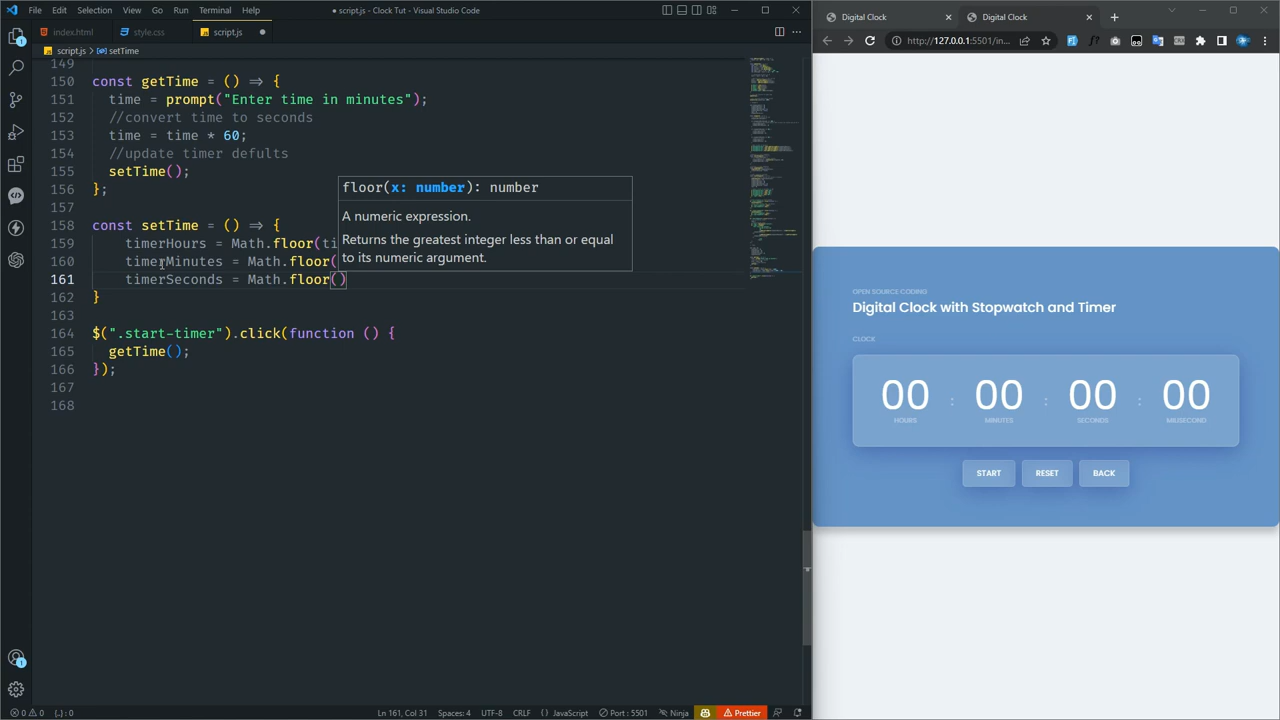 File Edit Selection View Go Run Terminal Help
● script.js - Clock Tut - Visual Studio Code
index.html
style.css
script.js
script.js > setTime
149
150 const getTime = () => {
151 time = prompt("Enter time in minutes");
152 //convert time to seconds
153 time = time * 60;
154 //update timer defults
155 setTime();
156 };
157
158 const setTime = () => {
159 timerHours = Math.floor(ti
160 timerMinutes = Math.floor(
161 timerSeconds = Math.floor()
162 }
163
164 $(".start-timer").click(function () {
165 getTime();
166 });
167
168
floor(x: number): number
A numeric expression.
Returns the greatest integer less than or equal
to its numeric argument.
Ln 161, Col 31 Spaces: 4 UTF-8 CRLF {} JavaScript Port : 5501 Ninja Prettier
0 0 {..} : 0
1
1
Digital Clock
Digital Clock
http://127.0.0.1:5501/in...
OPEN SOURCE CODING
Digital Clock with Stopwatch and Timer
CLOCK
00 : 00 : 00 : 00
HOURS MINUTES SECONDS MILISECOND
START RESET BACK